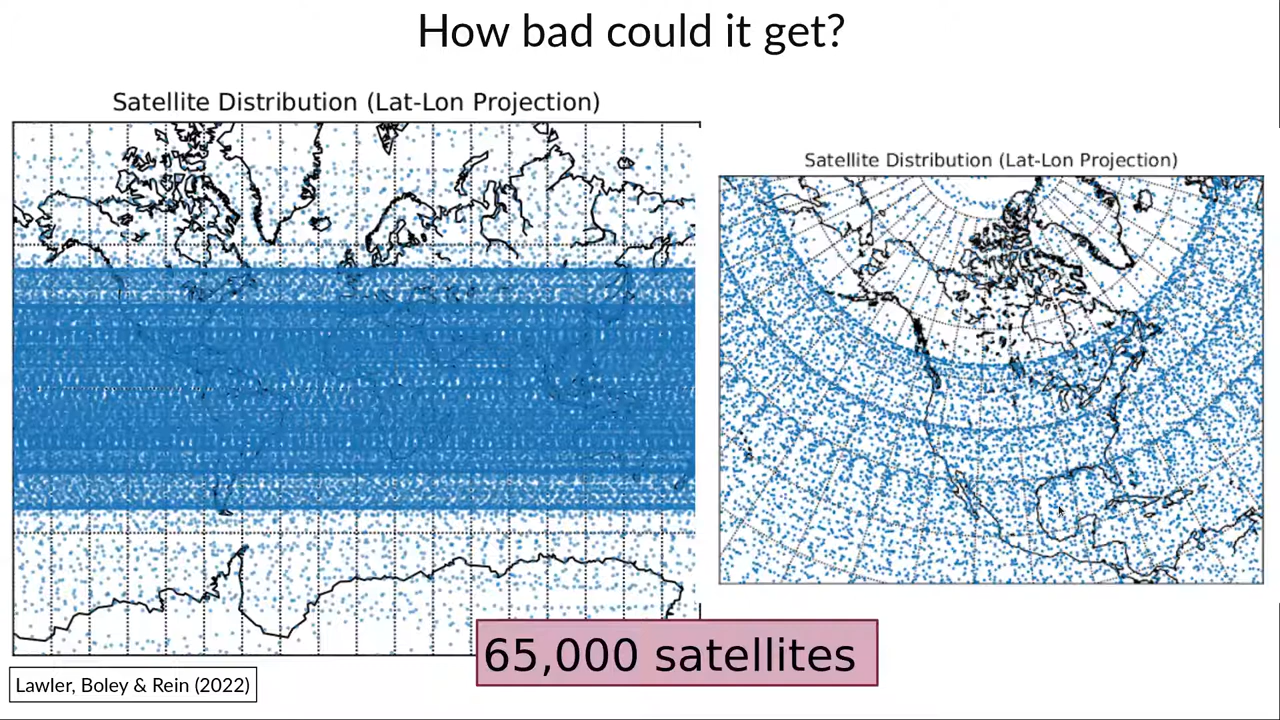 How bad could it get?
Satellite Distribution (Lat-Lon Projection)
Satellite Distribution (Lat-Lon Projection)
65,000 satellites
Lawler, Boley & Rein (2022)